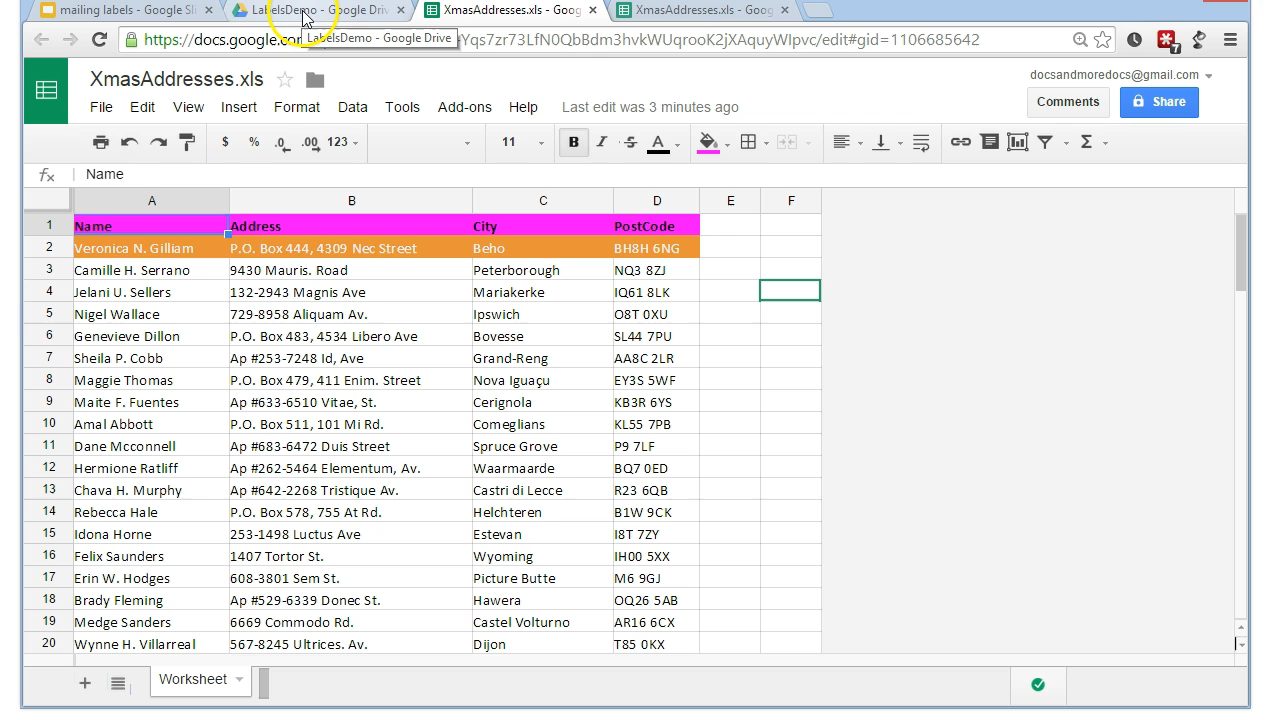 mailing labels - Google Sli
LabelsDemo - Google Driv
XmasAddresses.xls - Goog
XmasAddresses.xls - Goog
https://docs.google.co Yqs7zr73LfN0QbBdm3hvkWUqrooK2jXAquyWIpvc/edit#gid=1106685642
7
LabelsDemo - Google Drive
XmasAddresses.xls
docsandmoredocs@gmail.com
File Edit View Insert Format Data Tools Add-ons Help Last edit was 3 minutes ago
Comments Share
$ % .0 .00 123 11 B I S A Σ
fx Name
A B C D E F
1 Name Address City PostCode
2 Veronica N. Gilliam P.O. Box 444, 4309 Nec Street Beho BH8H 6NG
3 Camille H. Serrano 9430 Mauris. Road Peterborough NQ3 8ZJ
4 Jelani U. Sellers 132-2943 Magnis Ave Mariakerke IQ61 8LK
5 Nigel Wallace 729-8958 Aliquam Av. Ipswich O8T 0XU
6 Genevieve Dillon P.O. Box 483, 4534 Libero Ave Bovesse SL44 7PU
7 Sheila P. Cobb Ap #253-7248 Id, Ave Grand-Reng AA8C 2LR
8 Maggie Thomas P.O. Box 479, 411 Enim. Street Nova Iguaçu EY3S 5WF
9 Maite F. Fuentes Ap #633-6510 Vitae, St. Cerignola KB3R 6YS
10 Amal Abbott P.O. Box 511, 101 Mi Rd. Comeglians KL55 7PB
11 Dane Mcconnell Ap #683-6472 Duis Street Spruce Grove P9 7LF
12 Hermione Ratliff Ap #262-5464 Elementum, Av. Waarmaarde BQ7 0ED
13 Chava H. Murphy Ap #642-2268 Tristique Av. Castri di Lecce R23 6QB
14 Rebecca Hale P.O. Box 578, 755 At Rd. Helchteren B1W 9CK
15 Idona Horne 253-1498 Luctus Ave Estevan I8T 7ZY
16 Felix Saunders 1407 Tortor St. Wyoming IH00 5XX
17 Erin W. Hodges 608-3801 Sem St. Picture Butte M6 9GJ
18 Brady Fleming Ap #529-6339 Donec St. Hawera OQ26 5AB
19 Medge Sanders 6669 Commodo Rd. Castel Volturno AR16 6CX
20 Wynne H. Villarreal 567-8245 Ultrices. Av. Dijon T85 0KX
Worksheet